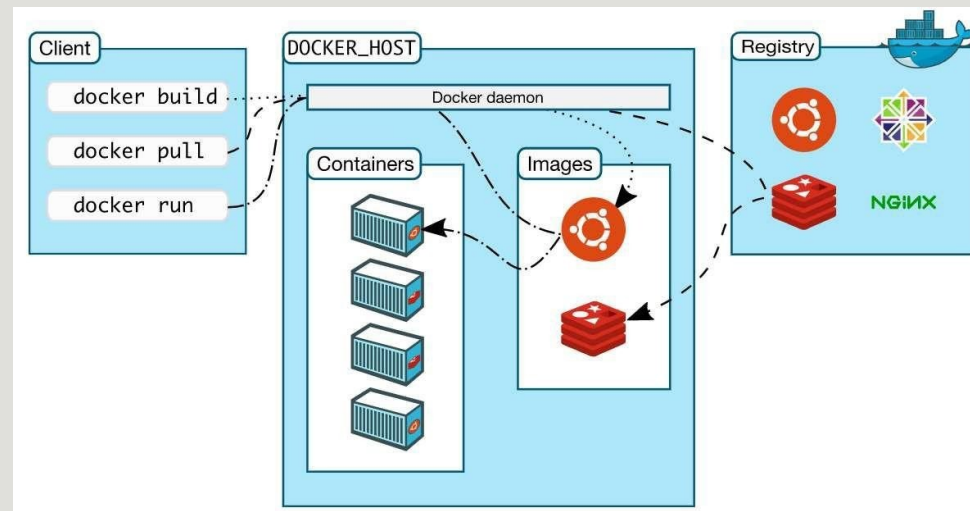 Client
docker build
docker pull
docker run
DOCKER_HOST
Docker daemon
Containers
Images
Registry
NGINX